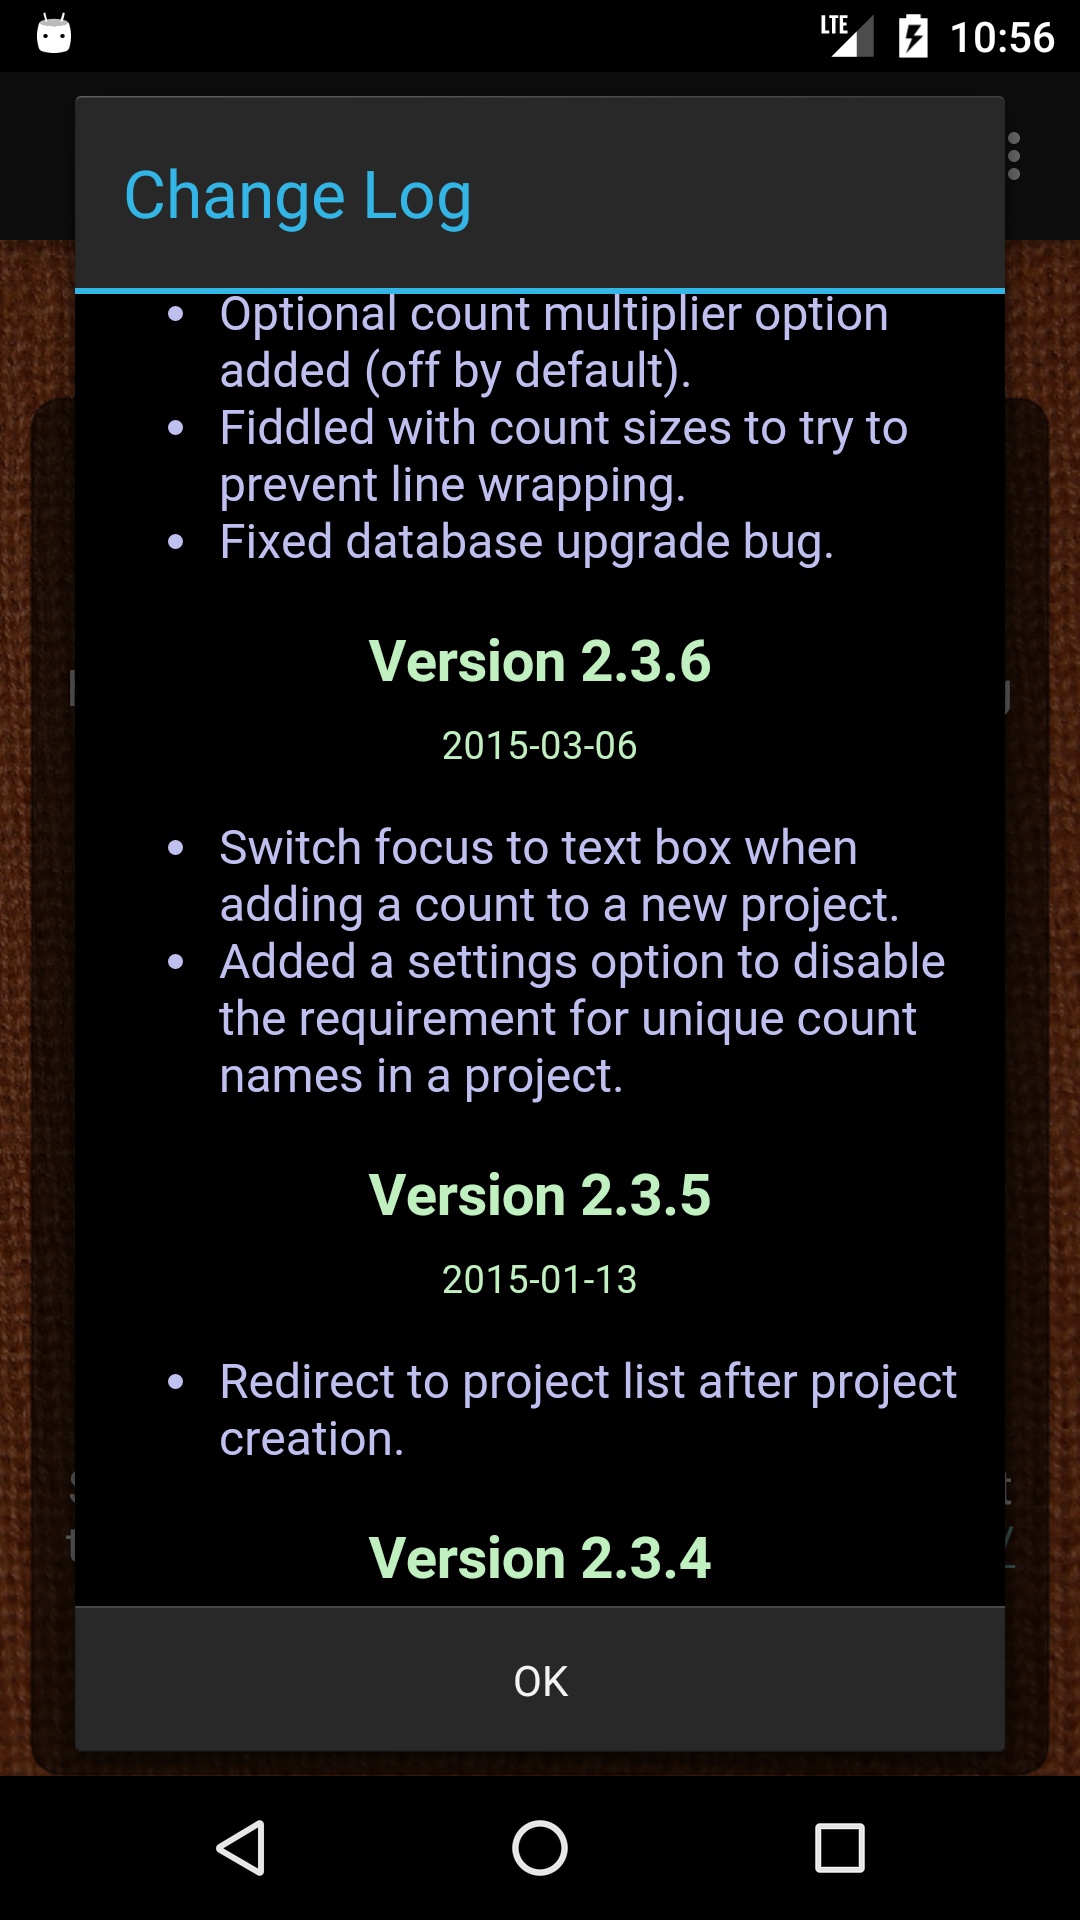 LTE 10:56
Change Log
• Optional count multiplier option
added (off by default).
• Fiddled with count sizes to try to
prevent line wrapping.
• Fixed database upgrade bug.
Version 2.3.6
2015-03-06
• Switch focus to text box when
adding a count to a new project.
• Added a settings option to disable
the requirement for unique count
names in a project.
Version 2.3.5
2015-01-13
• Redirect to project list after project
creation.
Version 2.3.4
OK